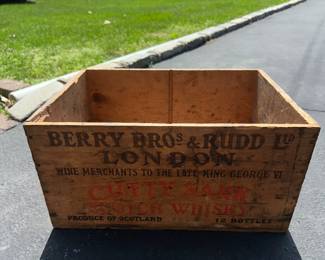 BERRY BROS & RUDD LTD
LONDON
WINE MERCHANTS TO THE LATE KING GEORGE VI
CUTTY SARK
SCOTCH WHISKY
PRODUCE OF SCOTLAND 12 BOTTLES